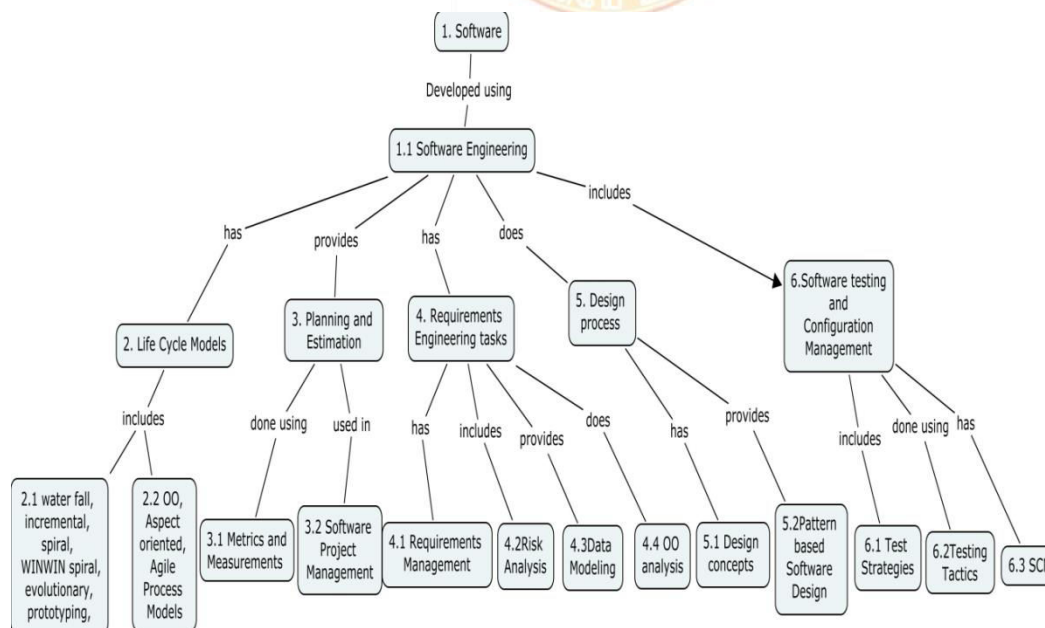 1. Software
Developed using
1.1 Software Engineering
includes
has
provides
has
does
2. Life Cycle Models
3. Planning and
Estimation
4. Requirements
Engineering tasks
5. Design
process
6.Software testing
and
Configuration
Management
includes
done using
used in
has
includes
provides
does
has
provides
includes
done using
has
2.1 water fall,
incremental,
spiral,
WINWIN spiral,
evolutionary,
prototyping,
2.2 OO,
Aspect
oriented,
Agile
Process
Models
3.1 Metrics and
Measurements
3.2 Software
Project
Management
4.1 Requirements
Management
4.2Risk
Analysis
4.3Data
Modeling
4.4 OO
analysis
5.1 Design
concepts
5.2Pattern
based
Software
Design
6.1 Test
Strategies
6.2Testing
Tactics
6.3